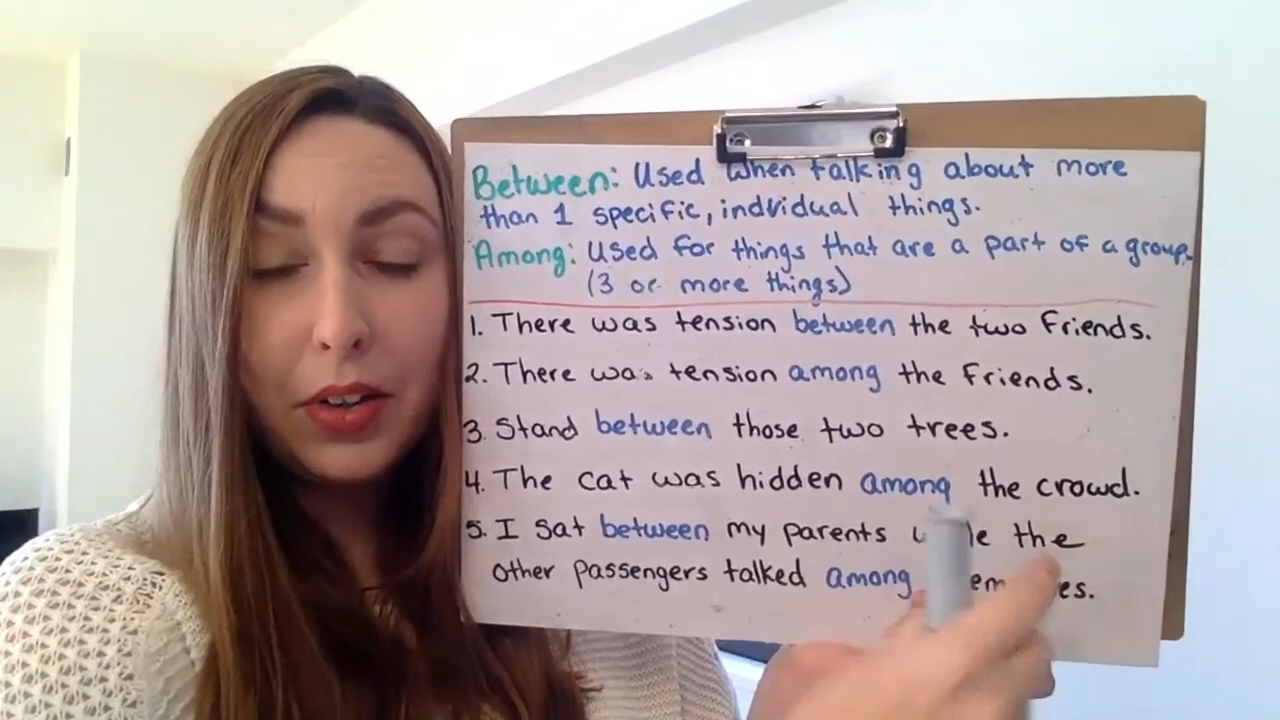 Between: Used when talking about more
than 1 specific, indvidual things.
Among: Used for things that are a part of a group.
(3 or more things)
1. There was tension between the two friends.
2. There was tension among the friends.
3. Stand between those two trees.
4. The cat was hidden among the crowd.
5. I sat between my parents the
other passengers talked among